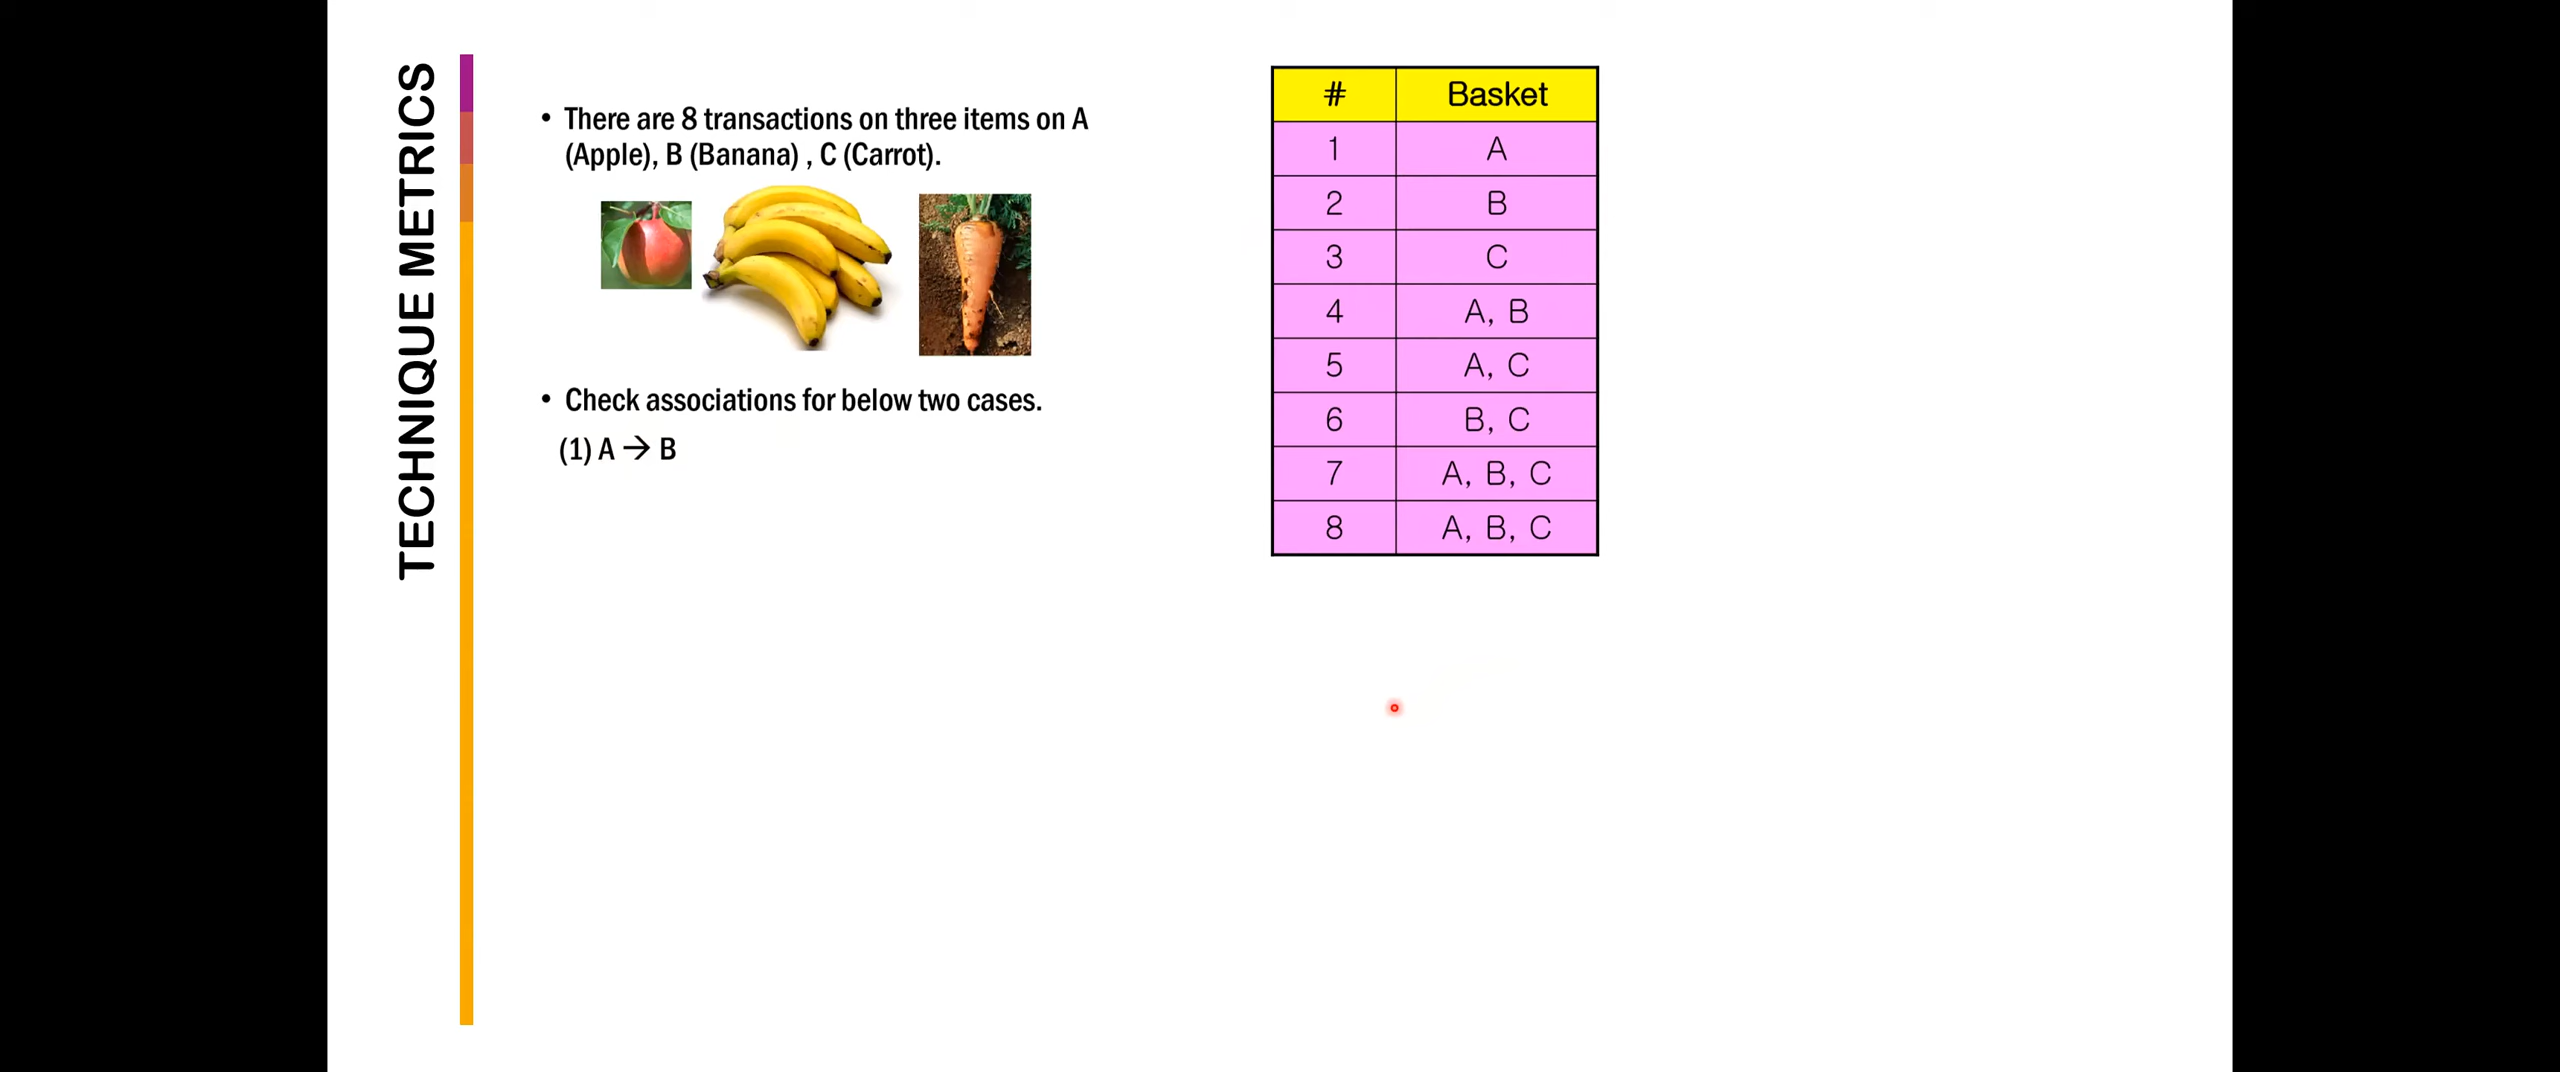 TECHNIQUE METRICS
• There are 8 transactions on three items on A
(Apple), B (Banana) , C (Carrot).
• Check associations for below two cases.
(1) A → B
# Basket
1 A
2 B
3 C
4 A, B
5 A, C
6 B, C
7 A, B, C
8 A, B, C